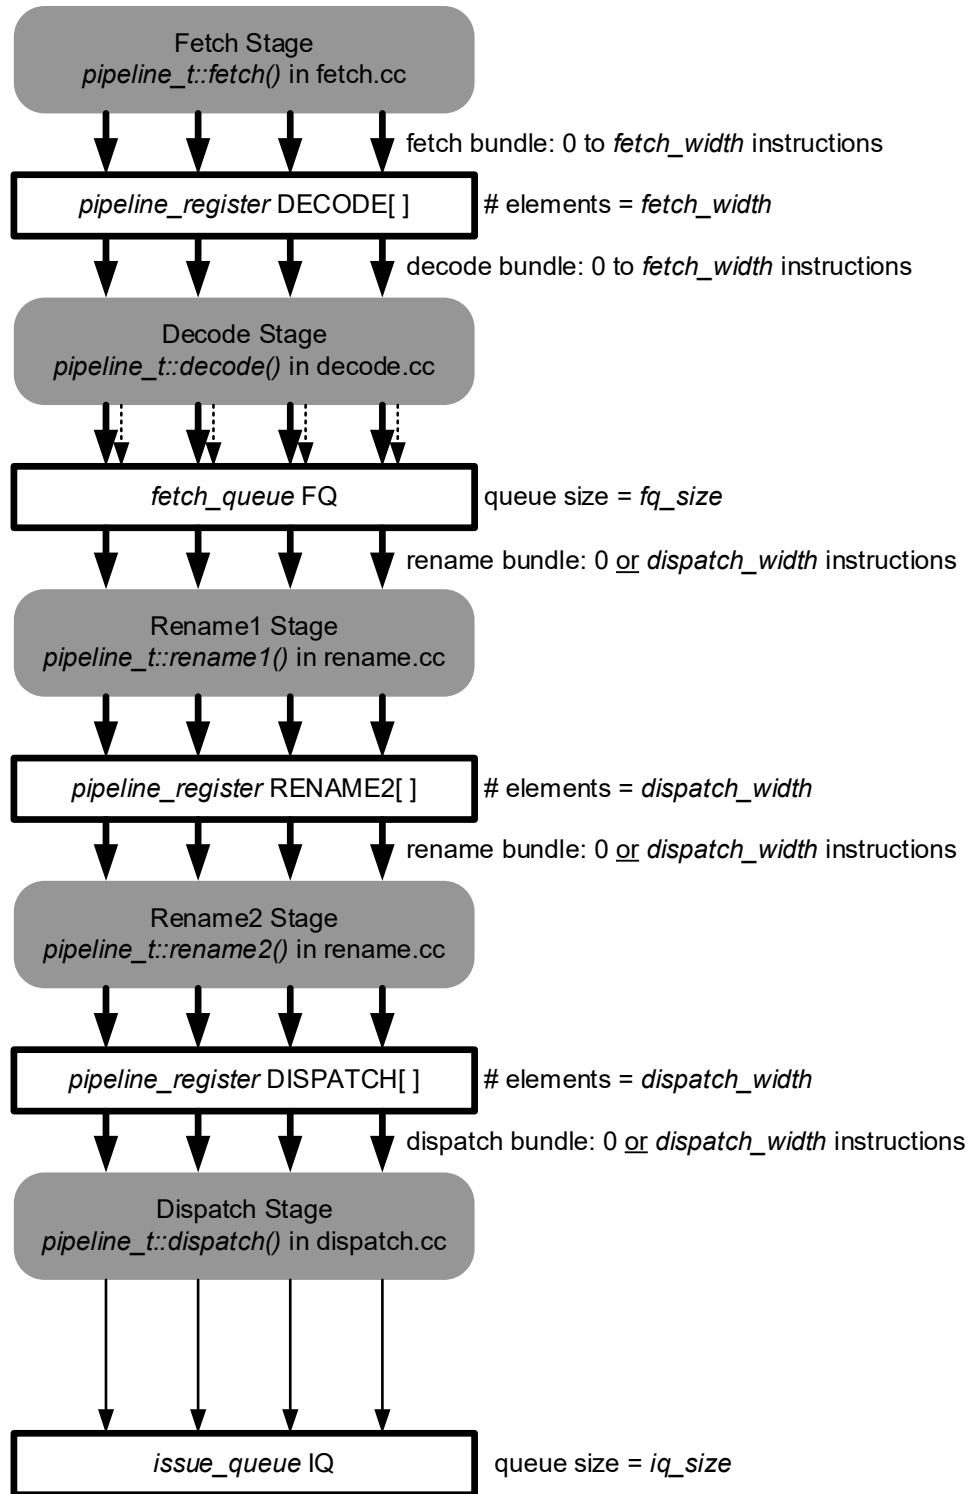 Fetch Stage
pipeline_t::fetch() in fetch.cc
fetch bundle: 0 to fetch_width instructions
pipeline_register DECODE[ ]
# elements = fetch_width
decode bundle: 0 to fetch_width instructions
Decode Stage
pipeline_t::decode() in decode.cc
fetch_queue FQ
queue size = fq_size
rename bundle: 0 or dispatch_width instructions
Rename1 Stage
pipeline_t::rename1() in rename.cc
pipeline_register RENAME2[ ]
# elements = dispatch_width
rename bundle: 0 or dispatch_width instructions
Rename2 Stage
pipeline_t::rename2() in rename.cc
pipeline_register DISPATCH[ ]
# elements = dispatch_width
dispatch bundle: 0 or dispatch_width instructions
Dispatch Stage
pipeline_t::dispatch() in dispatch.cc
issue_queue IQ
queue size = iq_size